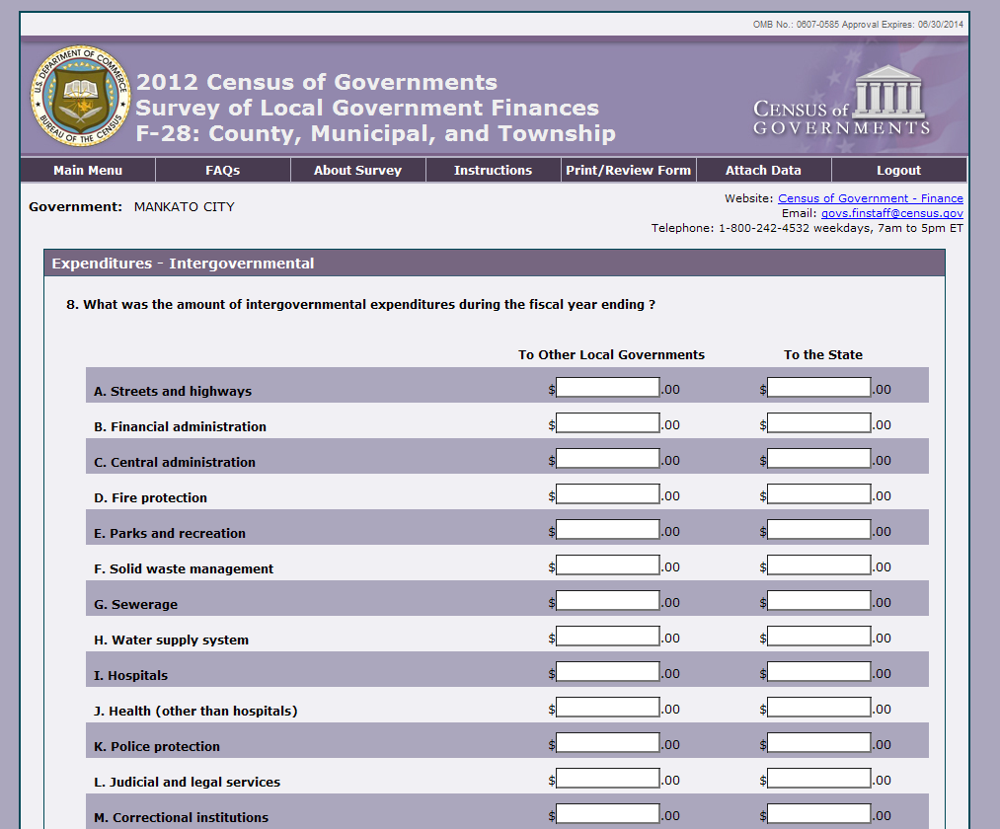 OMB No.: 0607-0585 Approval Expires: 06/30/2014
U.S. DEPARTMENT OF COMMERCE
BUREAU OF THE CENSUS
2012 Census of Governments
Survey of Local Government Finances
F-28: County, Municipal, and Township
CENSUS of
GOVERNMENTS
Main Menu FAQs About Survey Instructions Print/Review Form Attach Data Logout
Website: Census of Government - Finance
Government: MANKATO CITY
Email: govs.finstaff@census.gov
Telephone: 1-800-242-4532 weekdays, 7am to 5pm ET
Expenditures - Intergovernmental
8. What was the amount of intergovernmental expenditures during the fiscal year ending ?
To Other Local Governments To the State
A. Streets and highways $ .00 $ .00
B. Financial administration $ .00 $ .00
C. Central administration $ .00 $ .00
D. Fire protection $ .00 $ .00
E. Parks and recreation $ .00 $ .00
F. Solid waste management $ .00 $ .00
G. Sewerage $ .00 $ .00
H. Water supply system $ .00 $ .00
I. Hospitals $ .00 $ .00
J. Health (other than hospitals) $ .00 $ .00
K. Police protection $ .00 $ .00
L. Judicial and legal services $ .00 $ .00
M. Correctional institutions $ .00 $ .00